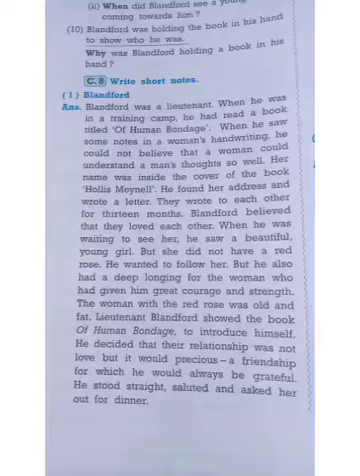 (ii) When did Blandford see a young
coming towards him?
(10) Blandford was holding the book in his hand
to show who he was.
Why was Blandford holding a book in his
hand?
C. 8 Write short notes.
(1) Blandford
Ans. Blandford was a lieutenant. When he was
in a training camp, he had read a book
titled 'Of Human Bondage'. When he saw
some notes in a woman's handwriting, he
could not believe that a woman could
understand a man's thoughts so well. Her
name was inside the cover of the book
'Hollis Meynell'. He found her address and
wrote a letter. They wrote to each other
for thirteen months. Blandford believed
that they loved each other. When he was
waiting to see her, he saw a beautiful,
young girl. But she did not have a red
rose. He wanted to follow her. But he also
had a deep longing for the woman who
had given him great courage and strength.
The woman with the red rose was old and
fat. Lieutenant Blandford showed the book
Of Human Bondage, to introduce himself.
He decided that their relationship was not
love but it would precious – a friendship
for which he would always be grateful.
He stood straight, saluted and asked her
out for dinner.